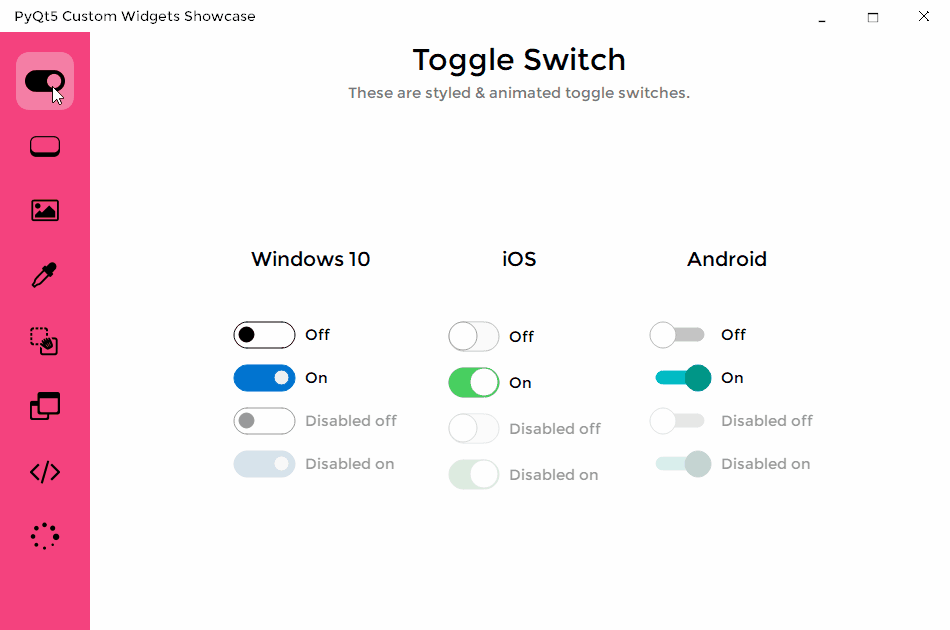 PyQt5 Custom Widgets Showcase
Toggle Switch
These are styled & animated toggle switches.
Windows 10
Off
On
Disabled off
Disabled on
iOS
Off
On
Disabled off
Disabled on
Android
Off
On
Disabled off
Disabled on